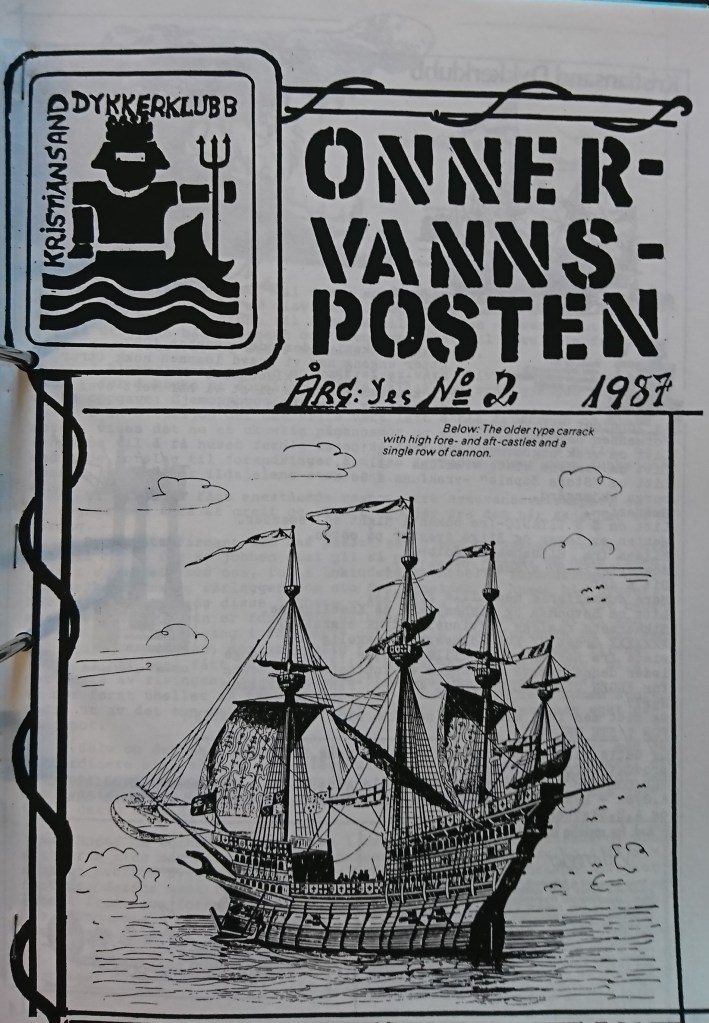 KRISTIANSAND
DYKKERKLUBB
ONNER-
VANNS-
POSTEN
ÅRG: Yes Nº 2 1987
Below: The older type carrack
with high fore- and aft-castles and a
single row of cannon.